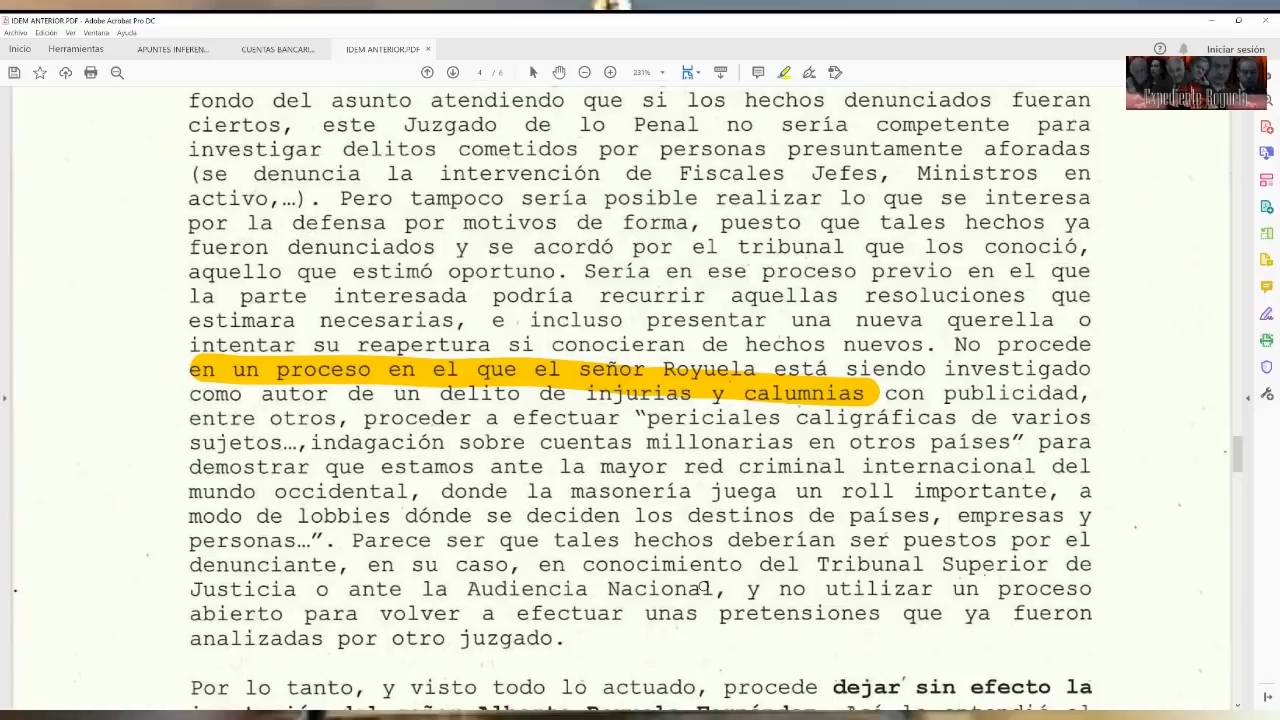 IDEM ANTERIOR.PDF - Adobe Acrobat Pro DC
Archivo Edición Ver Ventana Ayuda
Inicio Herramientas APUNTES INFEREN... CUENTAS BANCARI... IDEM ANTERIOR.PDF × Iniciar sesión
4 / 6 231%
Expediente Royuela
fondo del asunto atendiendo que si los hechos denunciados fueran
ciertos, este Juzgado de lo Penal no sería competente para
investigar delitos cometidos por personas presuntamente aforadas
(se denuncia la intervención de Fiscales Jefes, Ministros en
activo,…). Pero tampoco sería posible realizar lo que se interesa
por la defensa por motivos de forma, puesto que tales hechos ya
fueron denunciados y se acordó por el tribunal que los conoció,
aquello que estimó oportuno. Sería en ese proceso previo en el que
la parte interesada podría recurrir aquellas resoluciones que
estimara necesarias, e incluso presentar una nueva querella o
intentar su reapertura si conocieran de hechos nuevos. No procede
en un proceso en el que el señor Royuela está siendo investigado
como autor de un delito de injurias y calumnias con publicidad,
entre otros, proceder a efectuar “periciales caligráficas de varios
sujetos…,indagación sobre cuentas millonarias en otros países” para
demostrar que estamos ante la mayor red criminal internacional del
mundo occidental, donde la masonería juega un roll importante, a
modo de lobbies dónde se deciden los destinos de países, empresas y
personas…”. Parece ser que tales hechos deberían ser puestos por el
denunciante, en su caso, en conocimiento del Tribunal Superior de
Justicia o ante la Audiencia Nacional, y no utilizar un proceso
abierto para volver a efectuar unas pretensiones que ya fueron
analizadas por otro juzgado.
Por lo tanto, y visto todo lo actuado, procede dejar sin efecto la